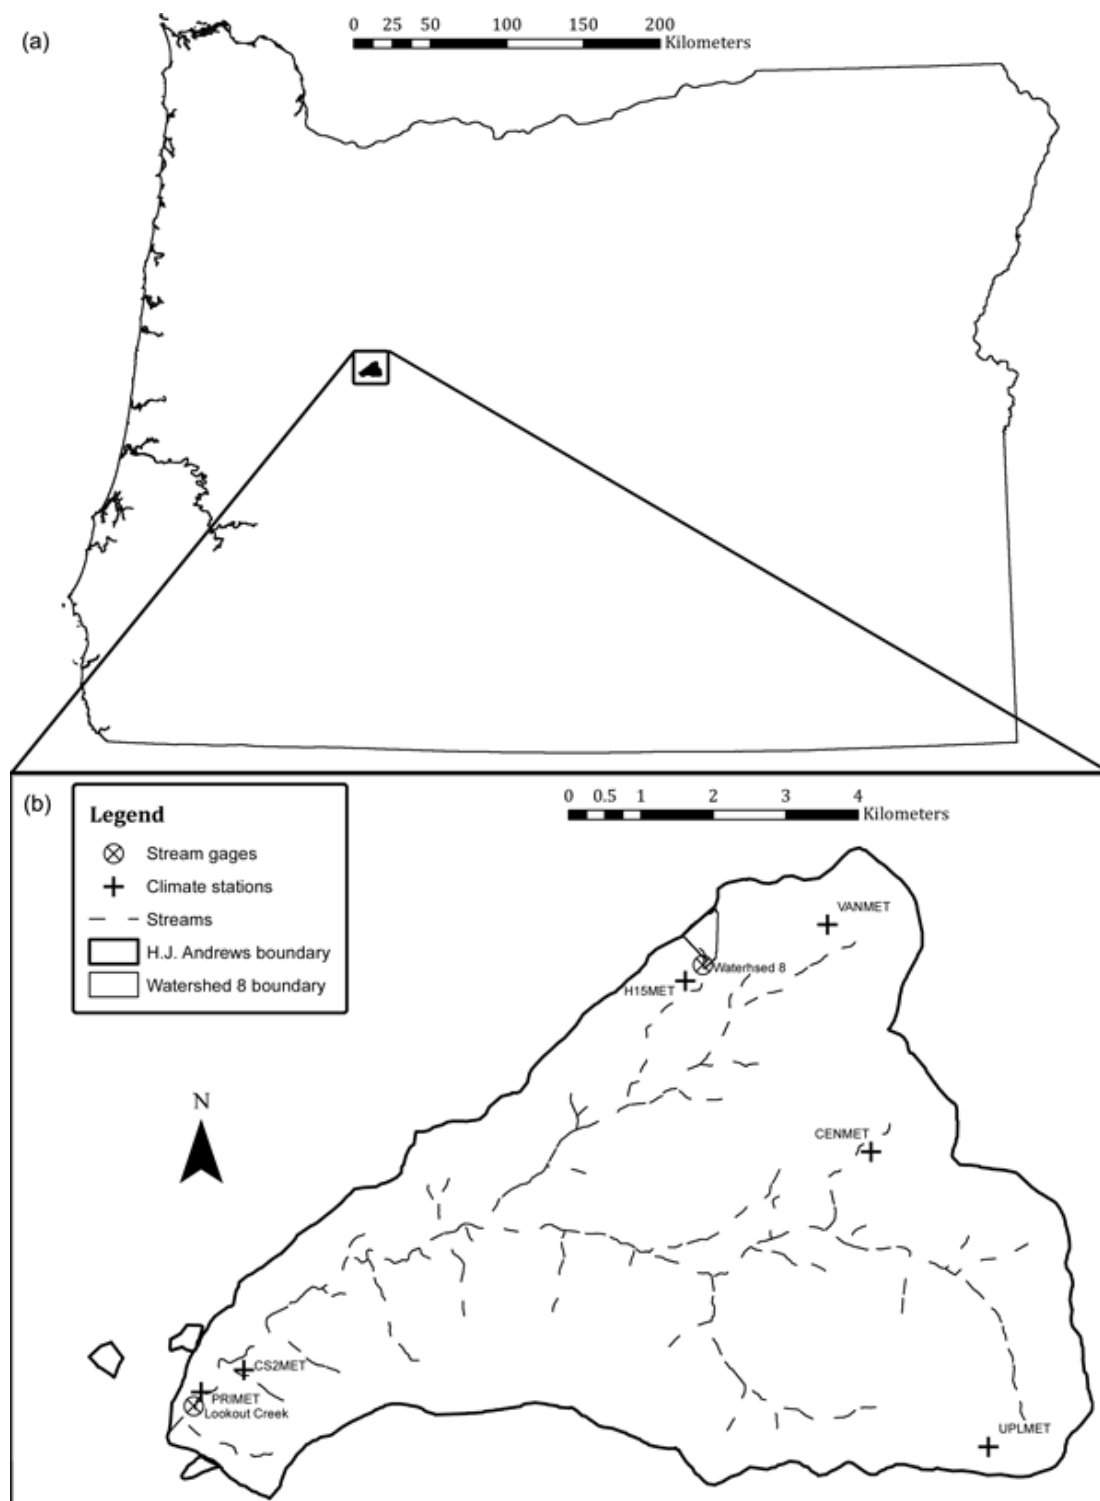 (a)
0 25 50 100 150 200
Kilometers
(b)
Legend
Stream gages
Climate stations
Streams
H.J. Andrews boundary
Watershed 8 boundary
0 0.5 1 2 3 4
Kilometers
VANMET
Waterhsed 8
H15MET
N
CENMET
CS2MET
PRIMET
Lookout Creek
UPLMET